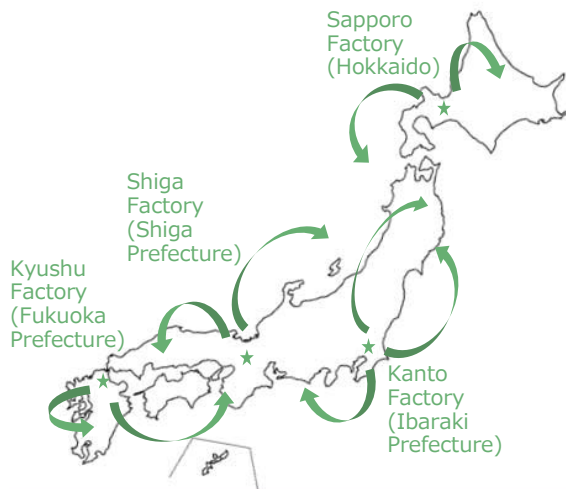 Sapporo
Factory
(Hokkaido)
Shiga
Factory
(Shiga
Prefecture)
Kyushu
Factory
(Fukuoka
Prefecture)
Kanto
Factory
(Ibaraki
Prefecture)